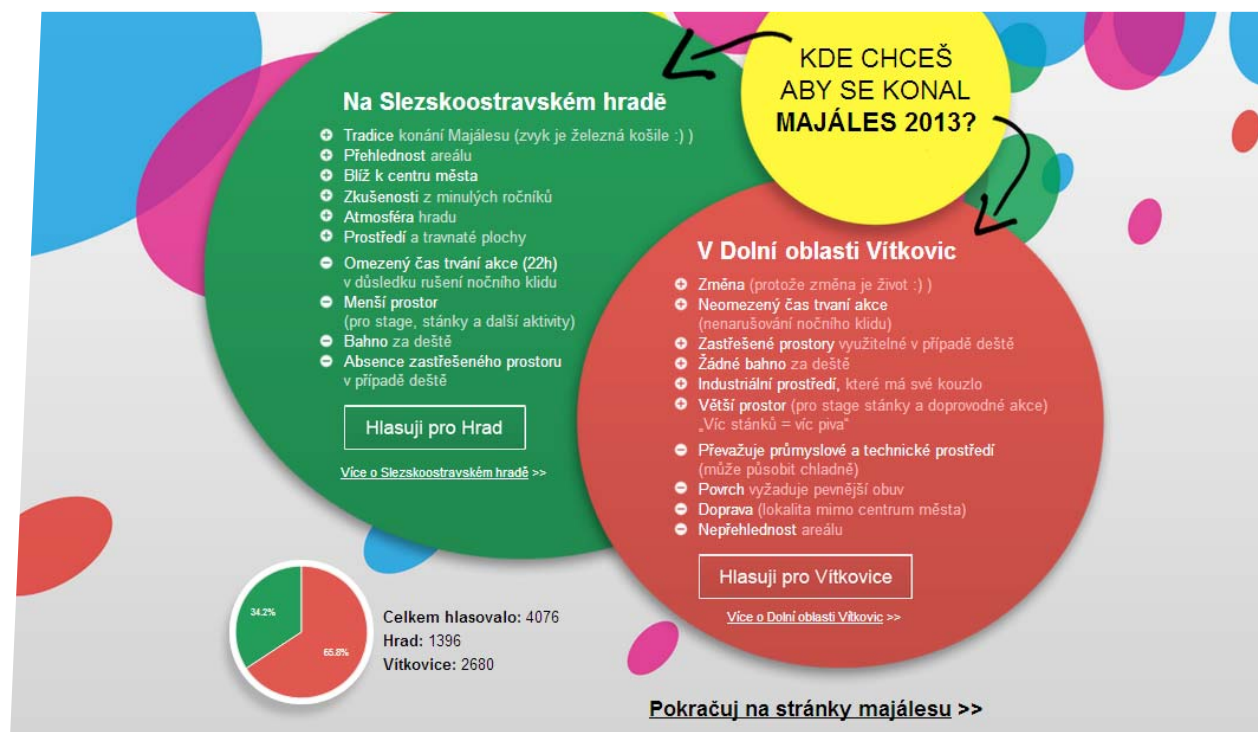 KDE CHCEŠ
ABY SE KONAL
MAJÁLES 2013?
Na Slezskoostravském hradě
Tradice konání Majálesu (zvyk je železná košile :) )
Přehlednost areálu
Blíž k centru města
Zkušenosti z minulých ročníků
Atmosféra hradu
Prostředí a travnaté plochy
Omezený čas trvání akce (22h)
v důsledku rušení nočního klidu
Menší prostor
(pro stage, stánky a další aktivity)
Bahno za deště
Absence zastřešeného prostoru
v případě deště
Hlasuji pro Hrad
Více o Slezskoostravském hradě >>
V Dolní oblasti Vítkovic
Změna (protože změna je život :) )
Neomezený čas trvaní akce
(nenarušování nočního klidu)
Zastřešené prostory využitelné v případě deště
Žádné bahno za deště
Industriální prostředí, které má své kouzlo
Větší prostor (pro stage stánky a doprovodné akce)
„Víc stánků = víc piva"
Převažuje průmyslové a technické prostředí
(může působit chladně)
Povrch vyžaduje pevnější obuv
Doprava (lokalita mimo centrum města)
Nepřehlednost areálu
Hlasuji pro Vítkovice
Více o Dolní oblasti Vítkovic >>
34.2%
65.8%
Celkem hlasovalo: 4076
Hrad: 1396
Vítkovice: 2680
Pokračuj na stránky majálesu >>